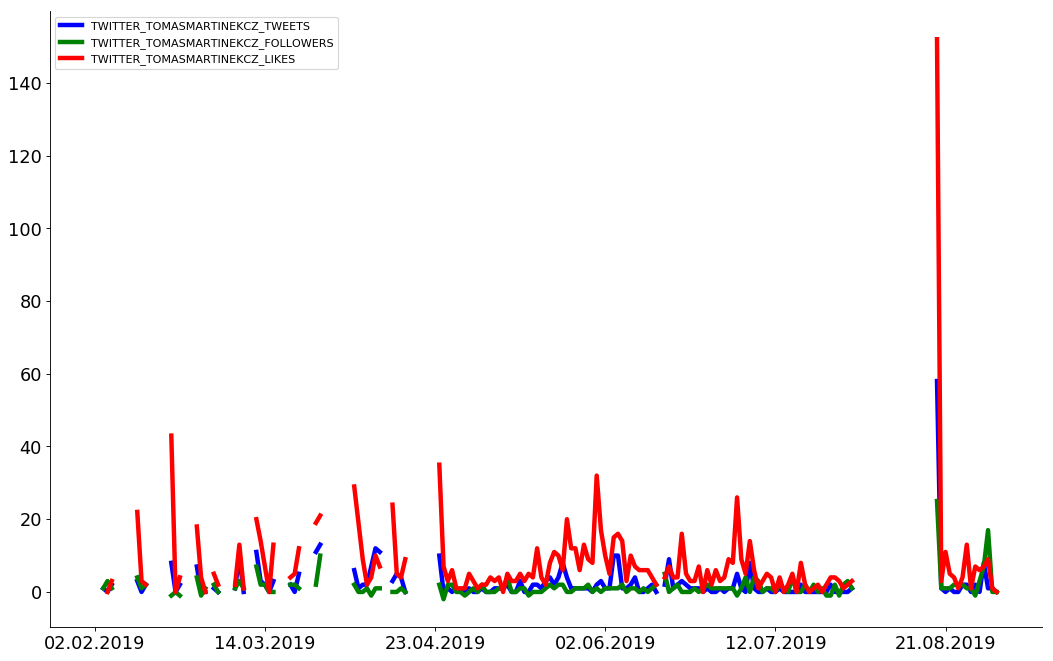 TWITTER_TOMASMARTINEKCZ_TWEETS
TWITTER_TOMASMARTINEKCZ_FOLLOWERS
TWITTER_TOMASMARTINEKCZ_LIKES
140
120
100
80
60
40
20
0
02.02.2019 14.03.2019 23.04.2019 02.06.2019 12.07.2019 21.08.2019